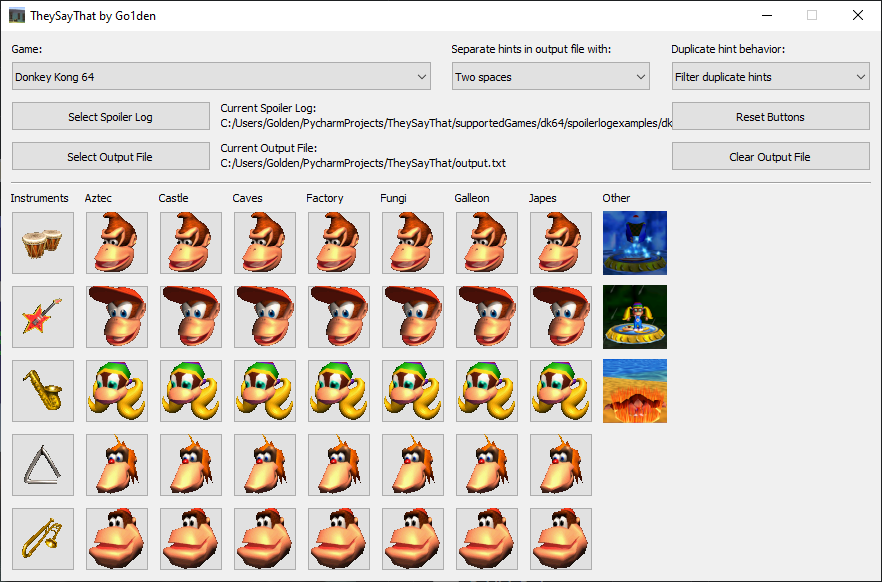 TheySayThat by Go1den
Game:
Separate hints in output file with:
Duplicate hint behavior:
Donkey Kong 64
Two spaces
Filter duplicate hints
Select Spoiler Log
Current Spoiler Log:
C:/Users/Golden/PycharmProjects/TheySayThat/supportedGames/dk64/spoilerlogexamples/dk
Reset Buttons
Select Output File
Current Output File:
C:/Users/Golden/PycharmProjects/TheySayThat/output.txt
Clear Output File
Instruments Aztec Castle Caves Factory Fungi Galleon Japes Other